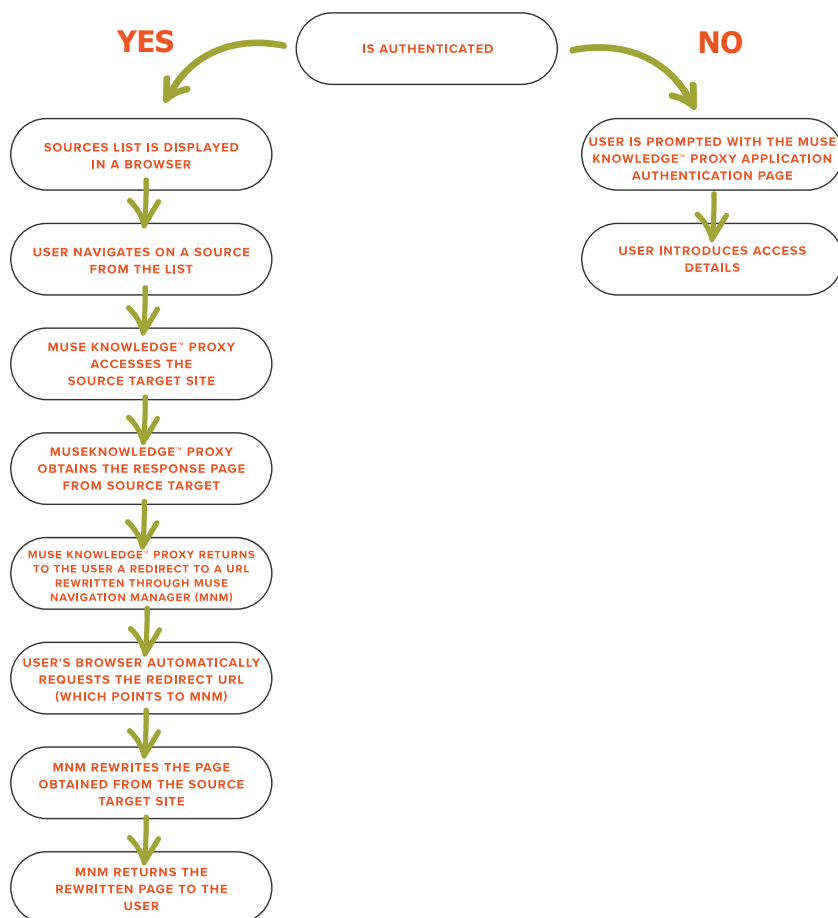 YES
IS AUTHENTICATED
NO
SOURCES LIST IS DISPLAYED
IN A BROWSER
USER NAVIGATES ON A SOURCE
FROM THE LIST
MUSE KNOWLEDGE™ PROXY
ACCESSES THE
SOURCE TARGET SITE
MUSEKNOWLEDGE™ PROXY
OBTAINS THE RESPONSE PAGE
FROM SOURCE TARGET
MUSE KNOWLEDGE™ PROXY RETURNS
TO THE USER A REDIRECT TO A URL
REWRITTEN THROUGH MUSE
NAVIGATION MANAGER (MNM)
USER'S BROWSER AUTOMATICALLY
REQUESTS THE REDIRECT URL
(WHICH POINTS TO MNM)
MNM REWRITES THE PAGE
OBTAINED FROM THE SOURCE
TARGET SITE
MNM RETURNS THE
REWRITTEN PAGE TO THE
USER
USER IS PROMPTED WITH THE MUSE
KNOWLEDGE™ PROXY APPLICATION
AUTHENTICATION PAGE
USER INTRODUCES ACCESS
DETAILS